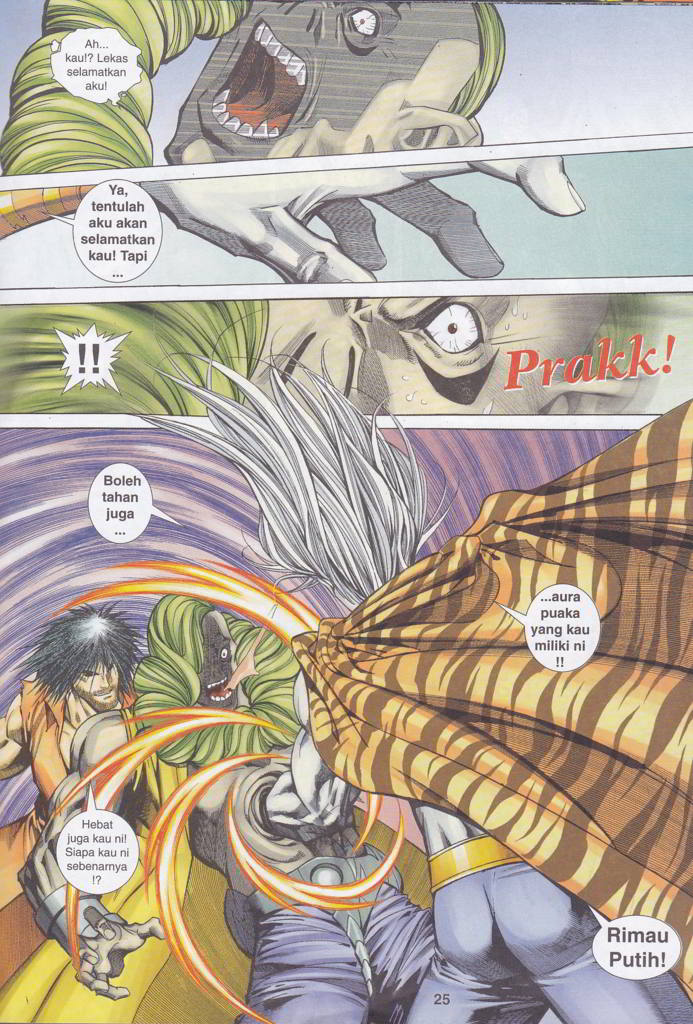 Ah...
kau!? Lekas
selamatkan
aku!
Ya,
tentulah
aku akan
selamatkan
kau! Tapi
...
!!
Prakk!
Boleh
tahan
juga
...
...aura
puaka
yang kau
miliki ni
!!
Hebat
juga kau ni!
Siapa kau ni
sebenarnya
!?
Rimau
Putih!
25